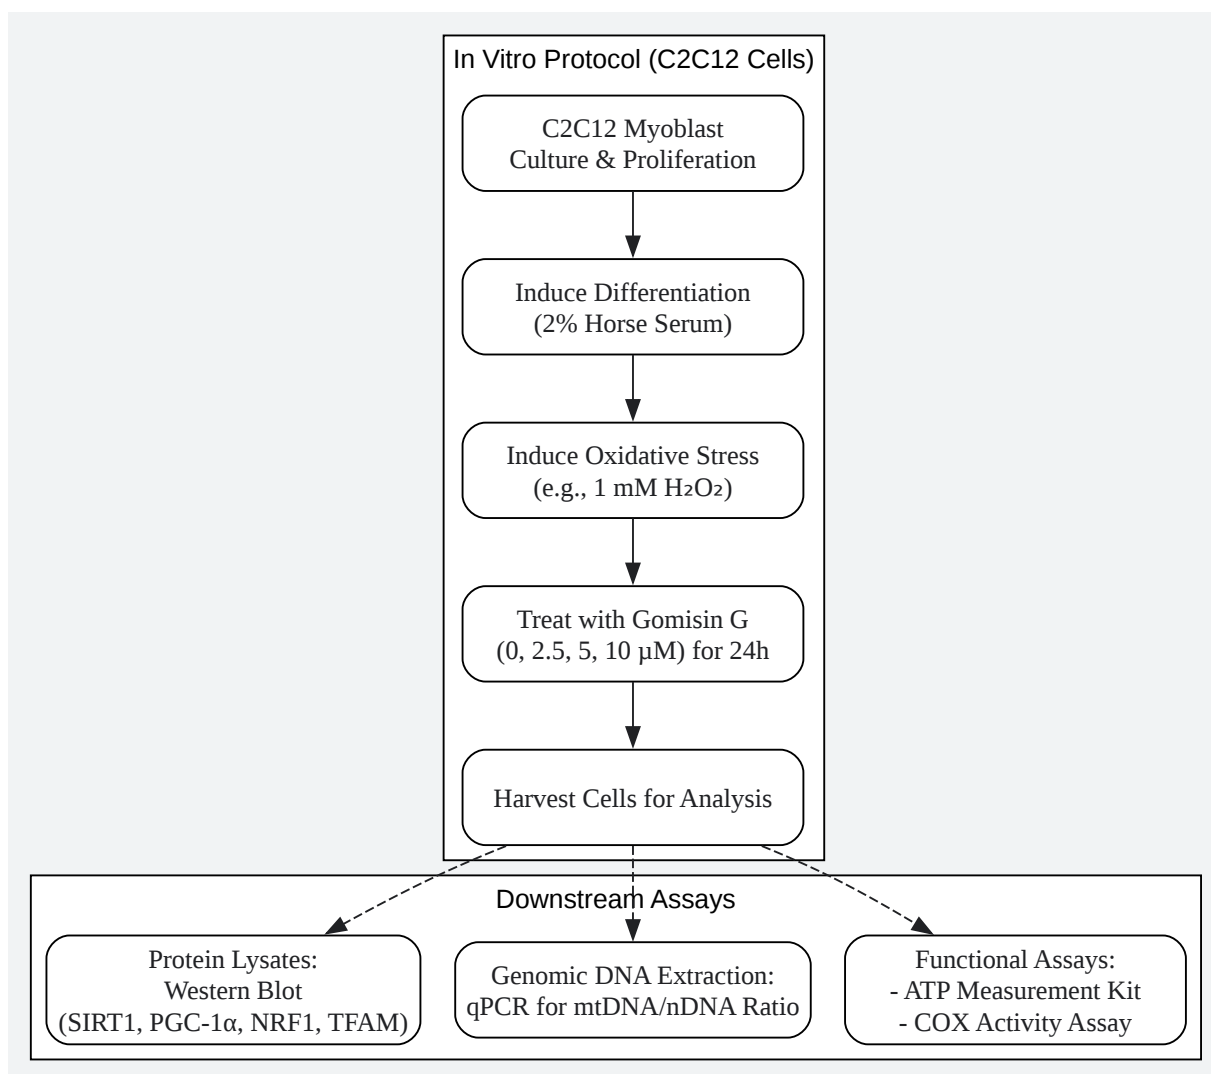 In Vitro Protocol (C2C12 Cells)
C2C12 Myoblast
Culture & Proliferation
Induce Differentiation
(2% Horse Serum)
Induce Oxidative Stress
(e.g., 1 mM H₂O₂)
Treat with Gomisin G
(0, 2.5, 5, 10 µM) for 24h
Harvest Cells for Analysis
Downstream Assays
Protein Lysates:
Western Blot
(SIRT1, PGC-1α, NRF1, TFAM)
Genomic DNA Extraction:
qPCR for mtDNA/nDNA Ratio
Functional Assays:
- ATP Measurement Kit
- COX Activity Assay